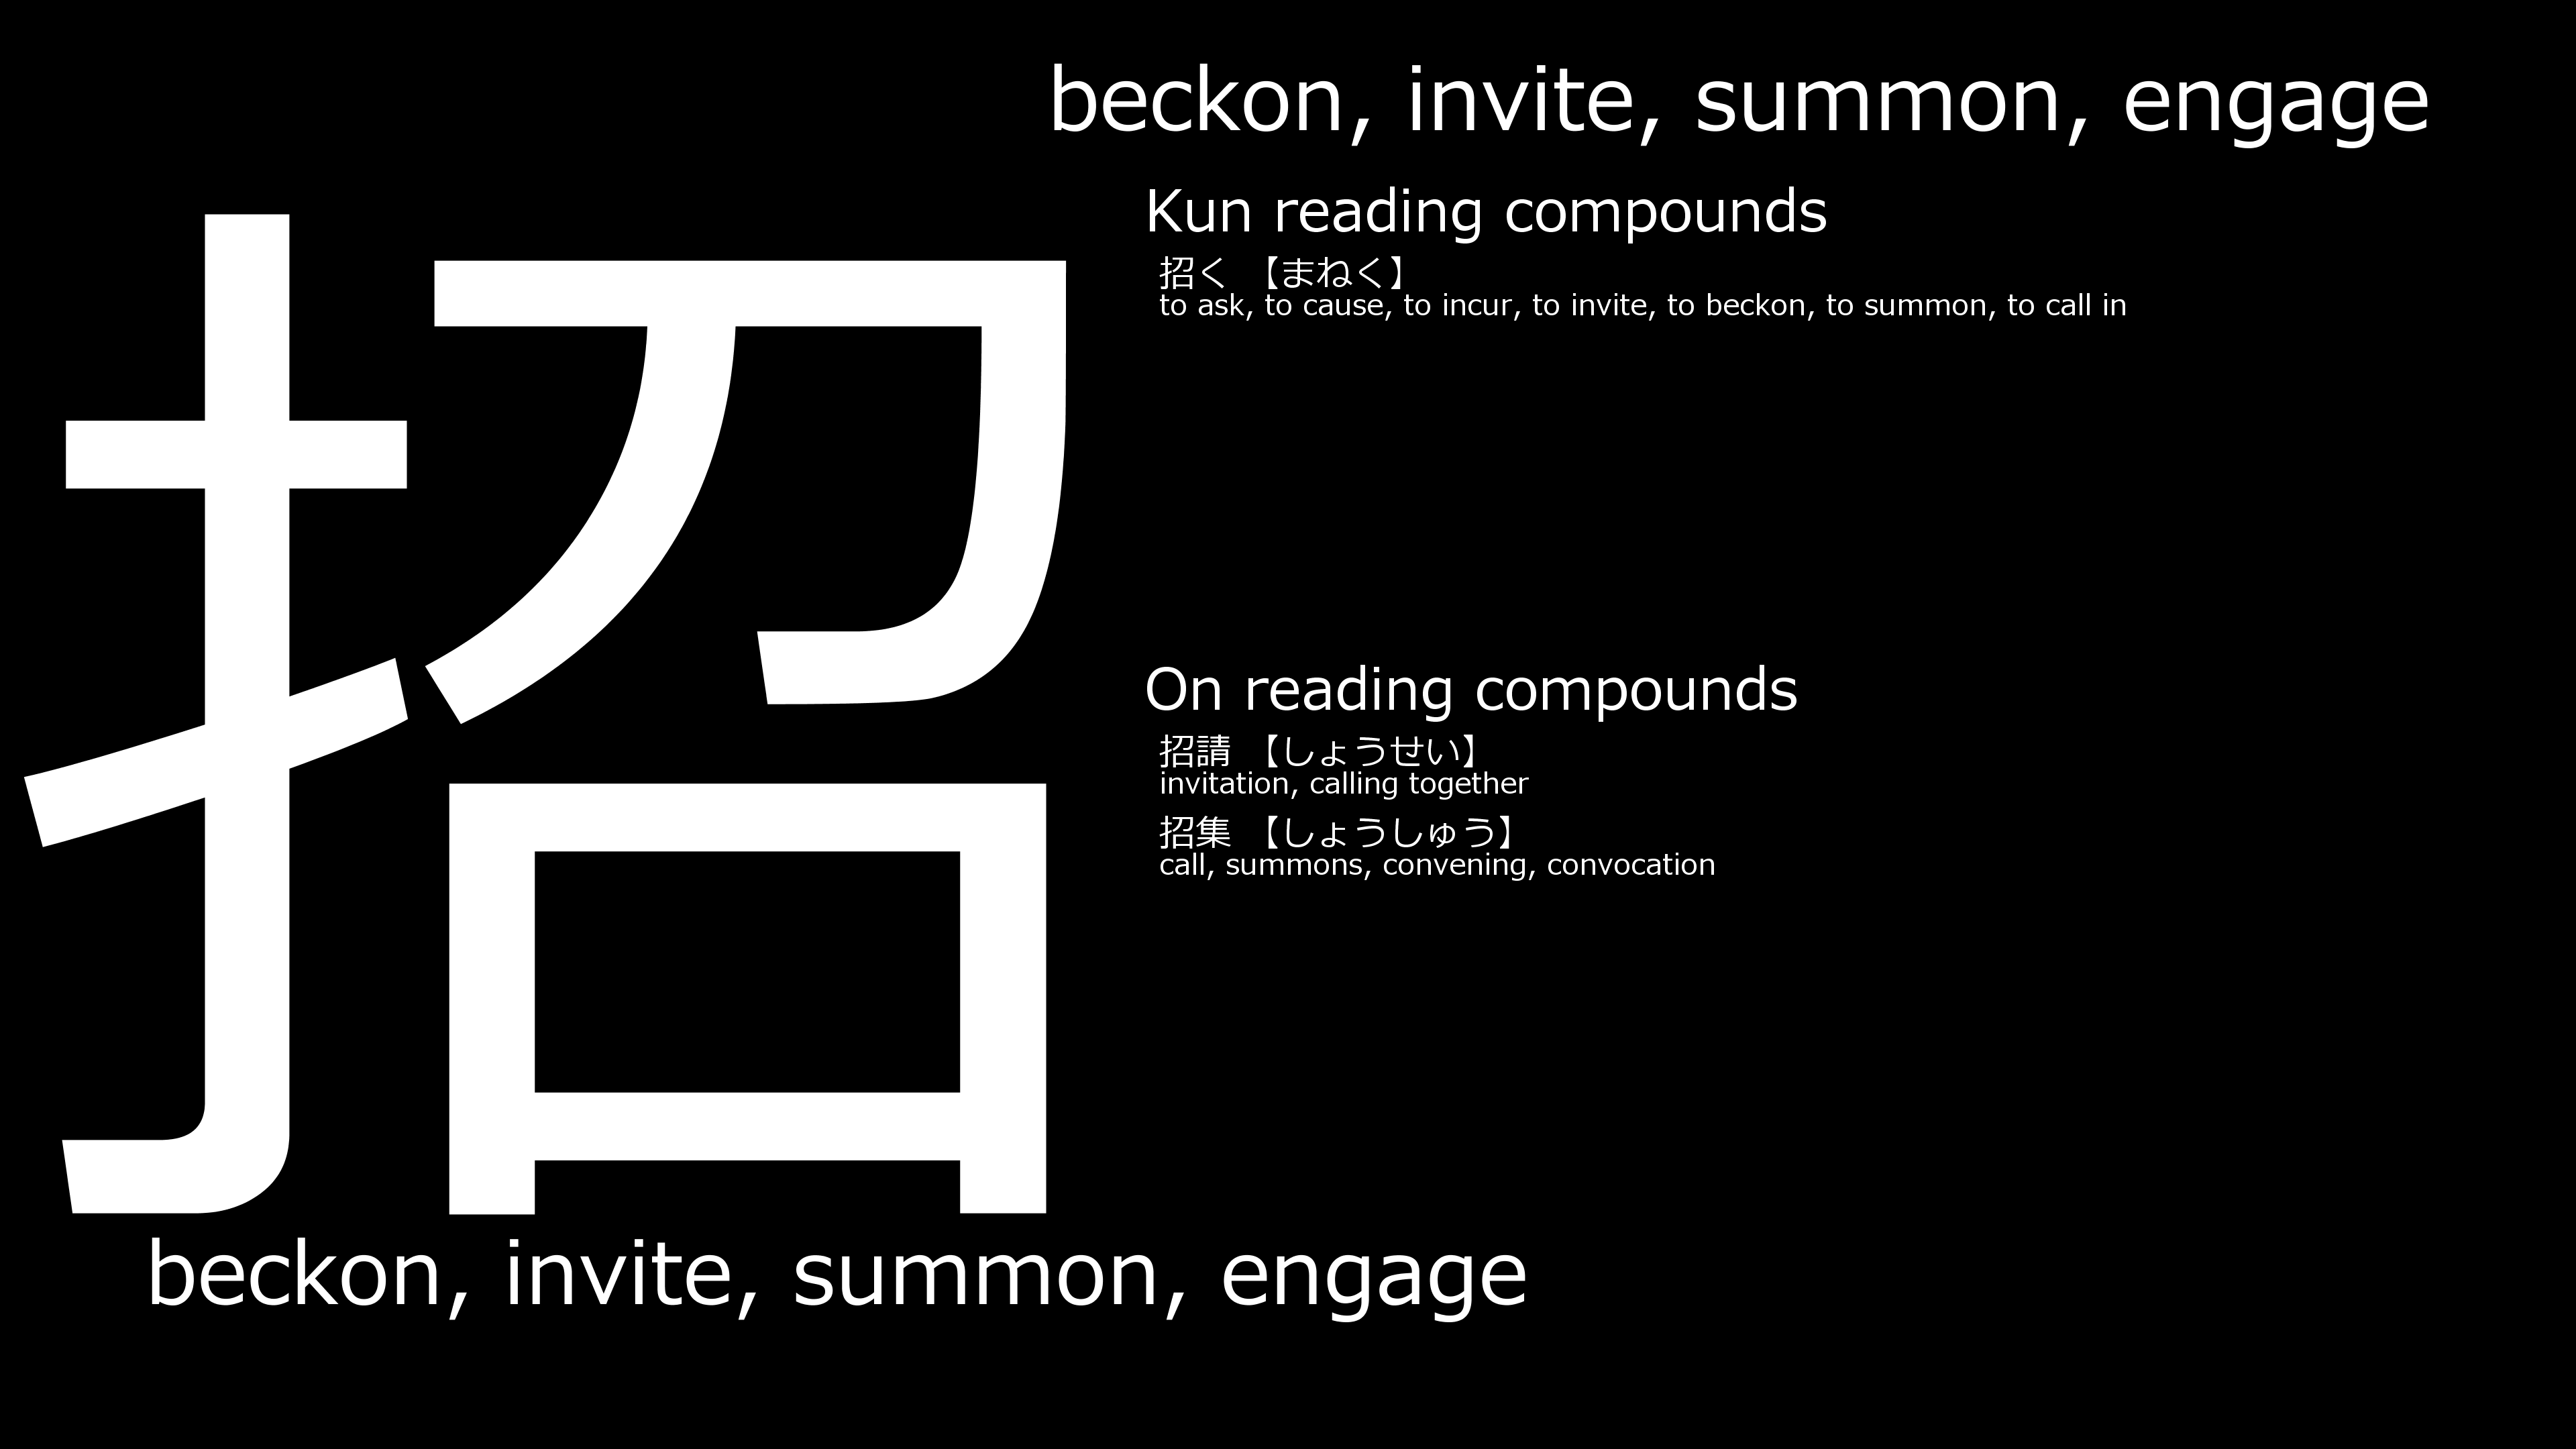 beckon, invite, summon, engage
招
Kun reading compounds
招く 【まねく】
to ask, to cause, to incur, to invite, to beckon, to summon, to call in
On reading compounds
招請 【しょうせい】
invitation, calling together
招集 【しょうしゅう】
call, summons, convening, convocation
beckon, invite, summon, engage